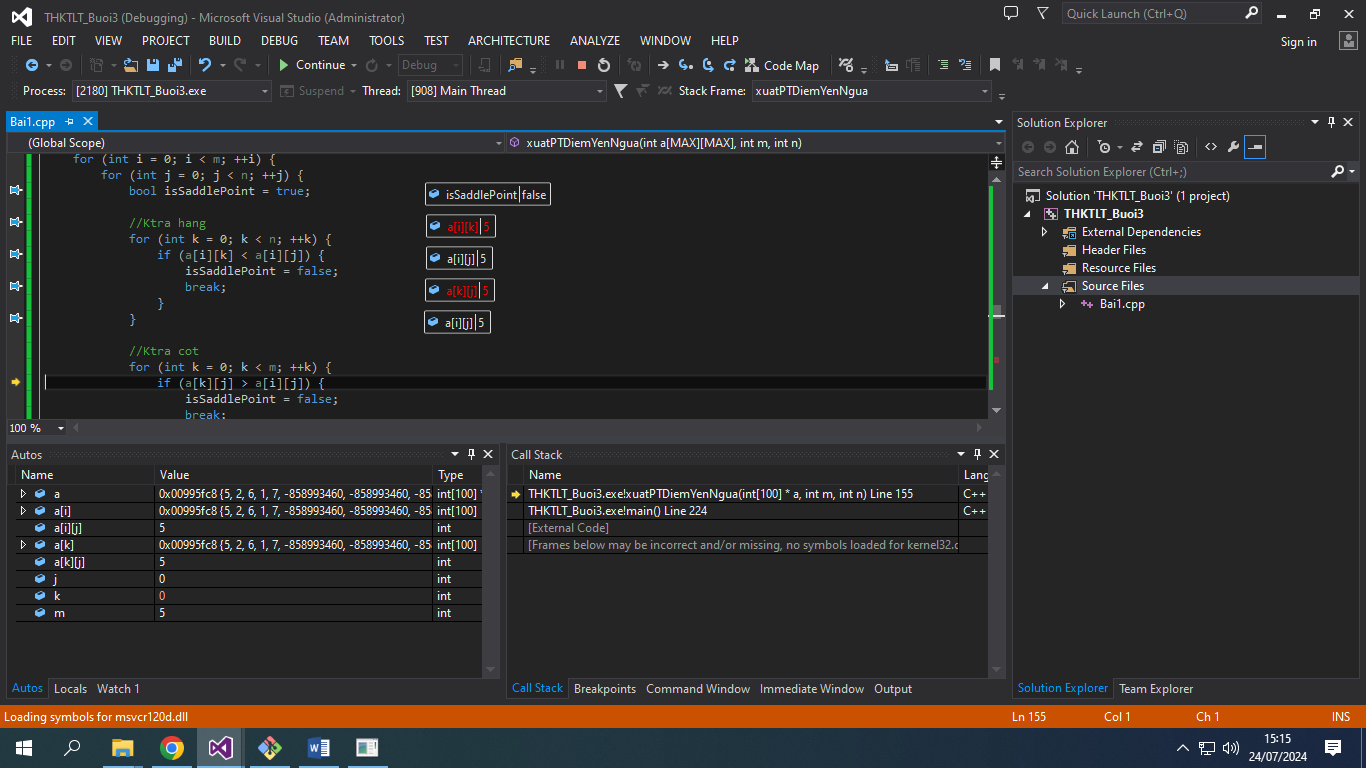 THKTLT_Buoi3 (Debugging) - Microsoft Visual Studio (Administrator)
Quick Launch (Ctrl+Q)
FILE EDIT VIEW PROJECT BUILD DEBUG TEAM TOOLS TEST ARCHITECTURE ANALYZE WINDOW HELP
Sign in
Continue Debug Code Map
Process: [2180] THKTLT_Buoi3.exe Suspend Thread: [908] Main Thread Stack Frame: xuatPTDiemYenNgua
Bai1.cpp
(Global Scope) xuatPTDiemYenNgua(int a[MAX][MAX], int m, int n)
for (int i = 0; i < m; ++i) {
for (int j = 0; j < n; ++j) {
bool isSaddlePoint = true;
isSaddlePoint false
//Ktra hang
a[i][k] 5
for (int k = 0; k < n; ++k) {
if (a[i][k] < a[i][j]) {
a[i][j] 5
isSaddlePoint = false;
break;
a[k][j] 5
}
}
a[i][j] 5
//Ktra cot
for (int k = 0; k < m; ++k) {
if (a[k][j] > a[i][j]) {
isSaddlePoint = false;
break;
100 %
Autos
Name Value Type
a 0x00995fc8 {5, 2, 6, 1, 7, -858993460, -858993460, -85 int[100] *
a[i] 0x00995fc8 {5, 2, 6, 1, 7, -858993460, -858993460, -85 int[100]
a[i][j] 5 int
a[k] 0x00995fc8 {5, 2, 6, 1, 7, -858993460, -858993460, -85 int[100]
a[k][j] 5 int
j 0 int
k 0 int
m 5 int
Autos Locals Watch 1
Call Stack
Name Lang
THKTLT_Buoi3.exe!xuatPTDiemYenNgua(int[100] * a, int m, int n) Line 155 C++
THKTLT_Buoi3.exe!main() Line 224 C++
[External Code]
[Frames below may be incorrect and/or missing, no symbols loaded for kernel32.d
Call Stack Breakpoints Command Window Immediate Window Output
Solution Explorer
Search Solution Explorer (Ctrl+;)
Solution 'THKTLT_Buoi3' (1 project)
THKTLT_Buoi3
External Dependencies
Header Files
Resource Files
Source Files
Bai1.cpp
Solution Explorer Team Explorer
Loading symbols for msvcr120d.dll Ln 155 Col 1 Ch 1 INS
15:15
24/07/2024